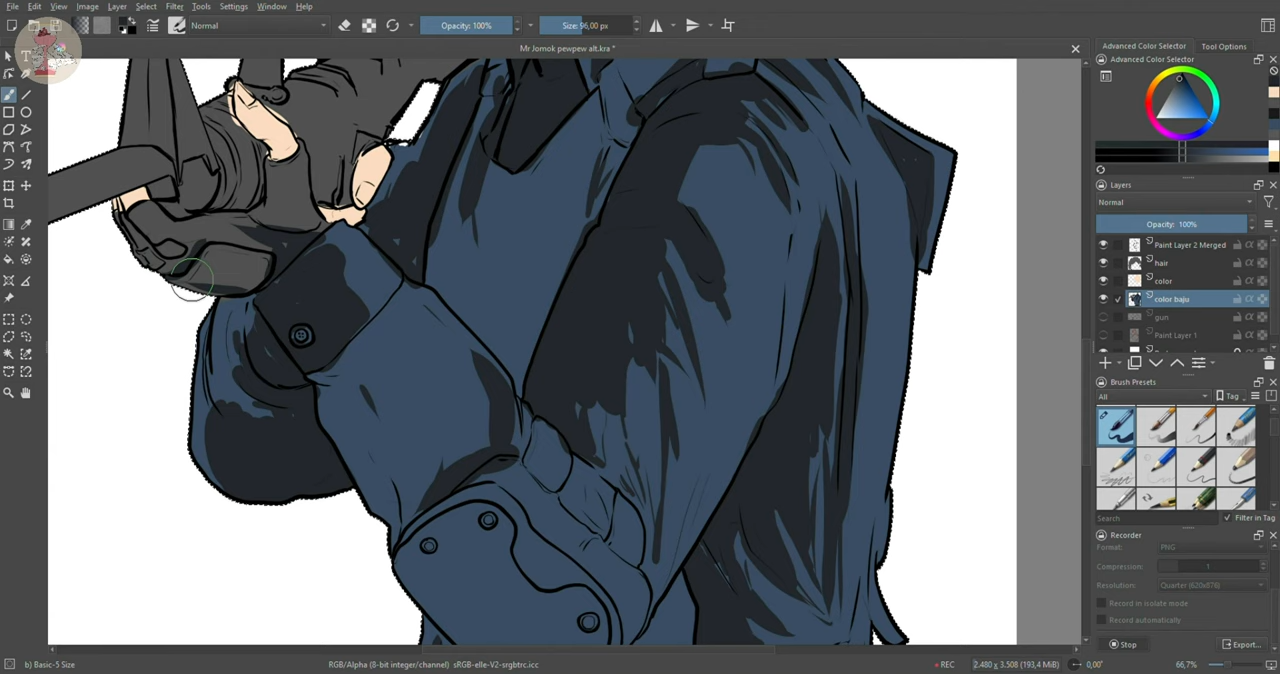 File Edit View Image Layer Select Filter Tools Settings Window Help
Normal
Opacity: 100%
Size: 96,00 px
Mr Jomok pewpew alt.kra *
Advanced Color Selector
Tool Options
Advanced Color Selector
Layers
Normal
Opacity: 100%
Paint Layer 2 Merged
hair
color
color baju
gun
Paint Layer 1
Brush Presets
All
Tag
Search
Filter in Tag
Recorder
Format: PNG
Compression: 1
Resolution: Quarter (620x878)
Record in isolate mode
Record automatically
Stop
Export...
b) Basic-5 Size
RGB/Alpha (8-bit integer/channel) sRGB-elle-V2-srgbtrc.icc
REC
2.480 x 3.508 (193,4 MiB)
0,00°
66,7%